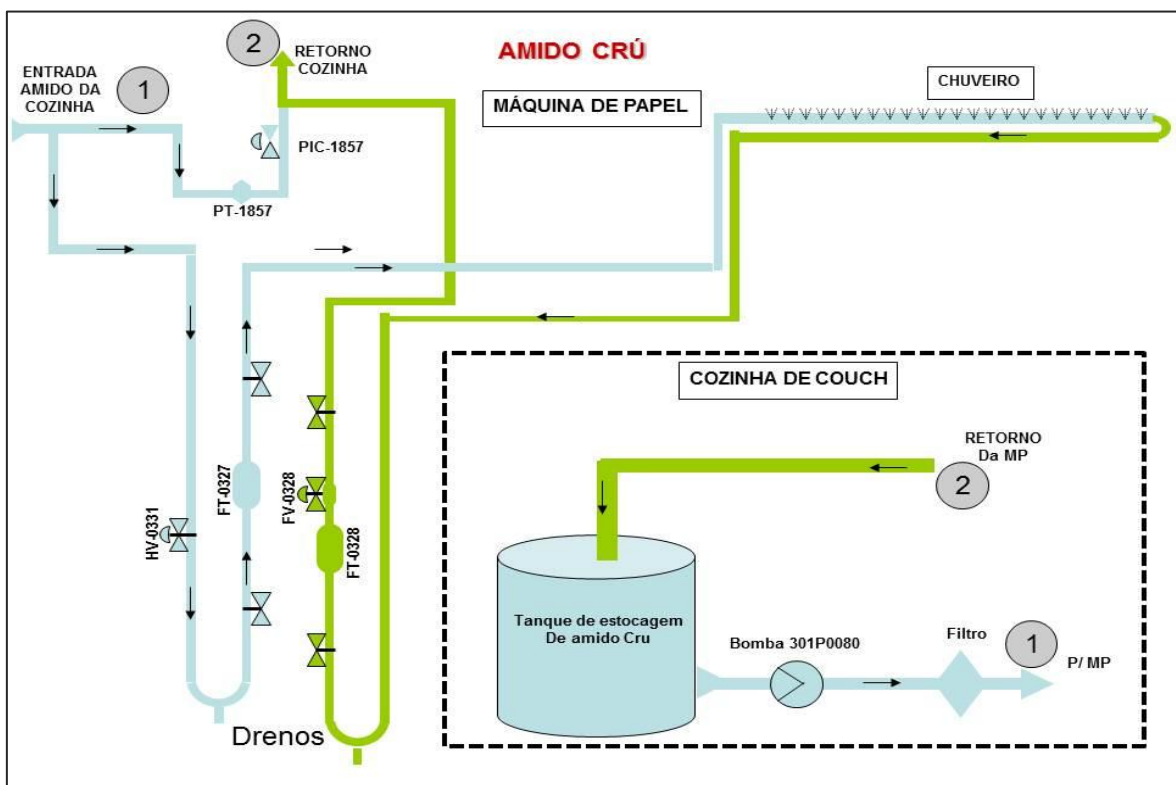 AMIDO CRÚ
2
RETORNO
COZINHA
ENTRADA
AMIDO DA
COZINHA
1
MÁQUINA DE PAPEL
CHUVEIRO
PIC-1857
PT-1857
HV-0331
FT-0327
FV-0328
FT-0328
Drenos
COZINHA DE COUCH
RETORNO
Da MP
2
Tanque de estocagem
De amido Cru
Bomba 301P0080
Filtro
1
P/ MP